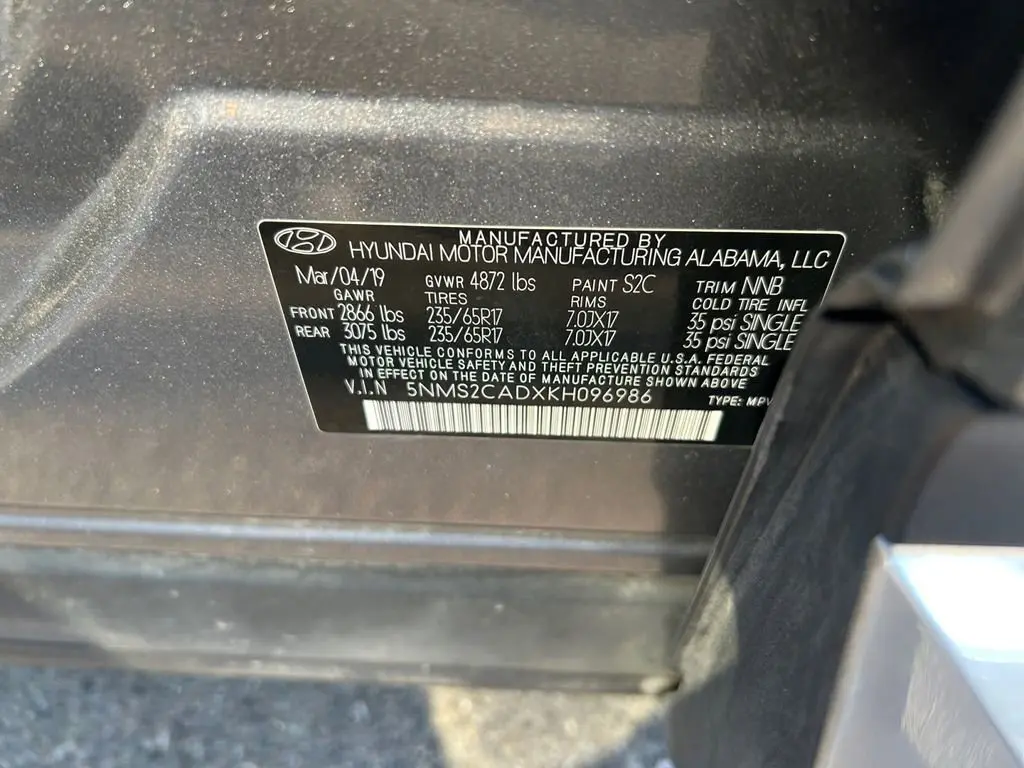 MANUFACTURED BY
HYUNDAI MOTOR MANUFACTURING ALABAMA, LLC
Mar/04/19 GVWR 4872 lbs PAINT S2C TRIM NNB
GAWR TIRES RIMS COLD TIRE INFL
FRONT 2866 lbs 235/65R17 7.0JX17 35 psi SINGLE
REAR 3075 lbs 235/65R17 7.0JX17 35 psi SINGLE
THIS VEHICLE CONFORMS TO ALL APPLICABLE U.S.A. FEDERAL
MOTOR VEHICLE SAFETY AND THEFT PREVENTION STANDARDS
IN EFFECT ON THE DATE OF MANUFACTURE SHOWN ABOVE
V.I.N 5NMS2CADXKH096986 TYPE: MPV